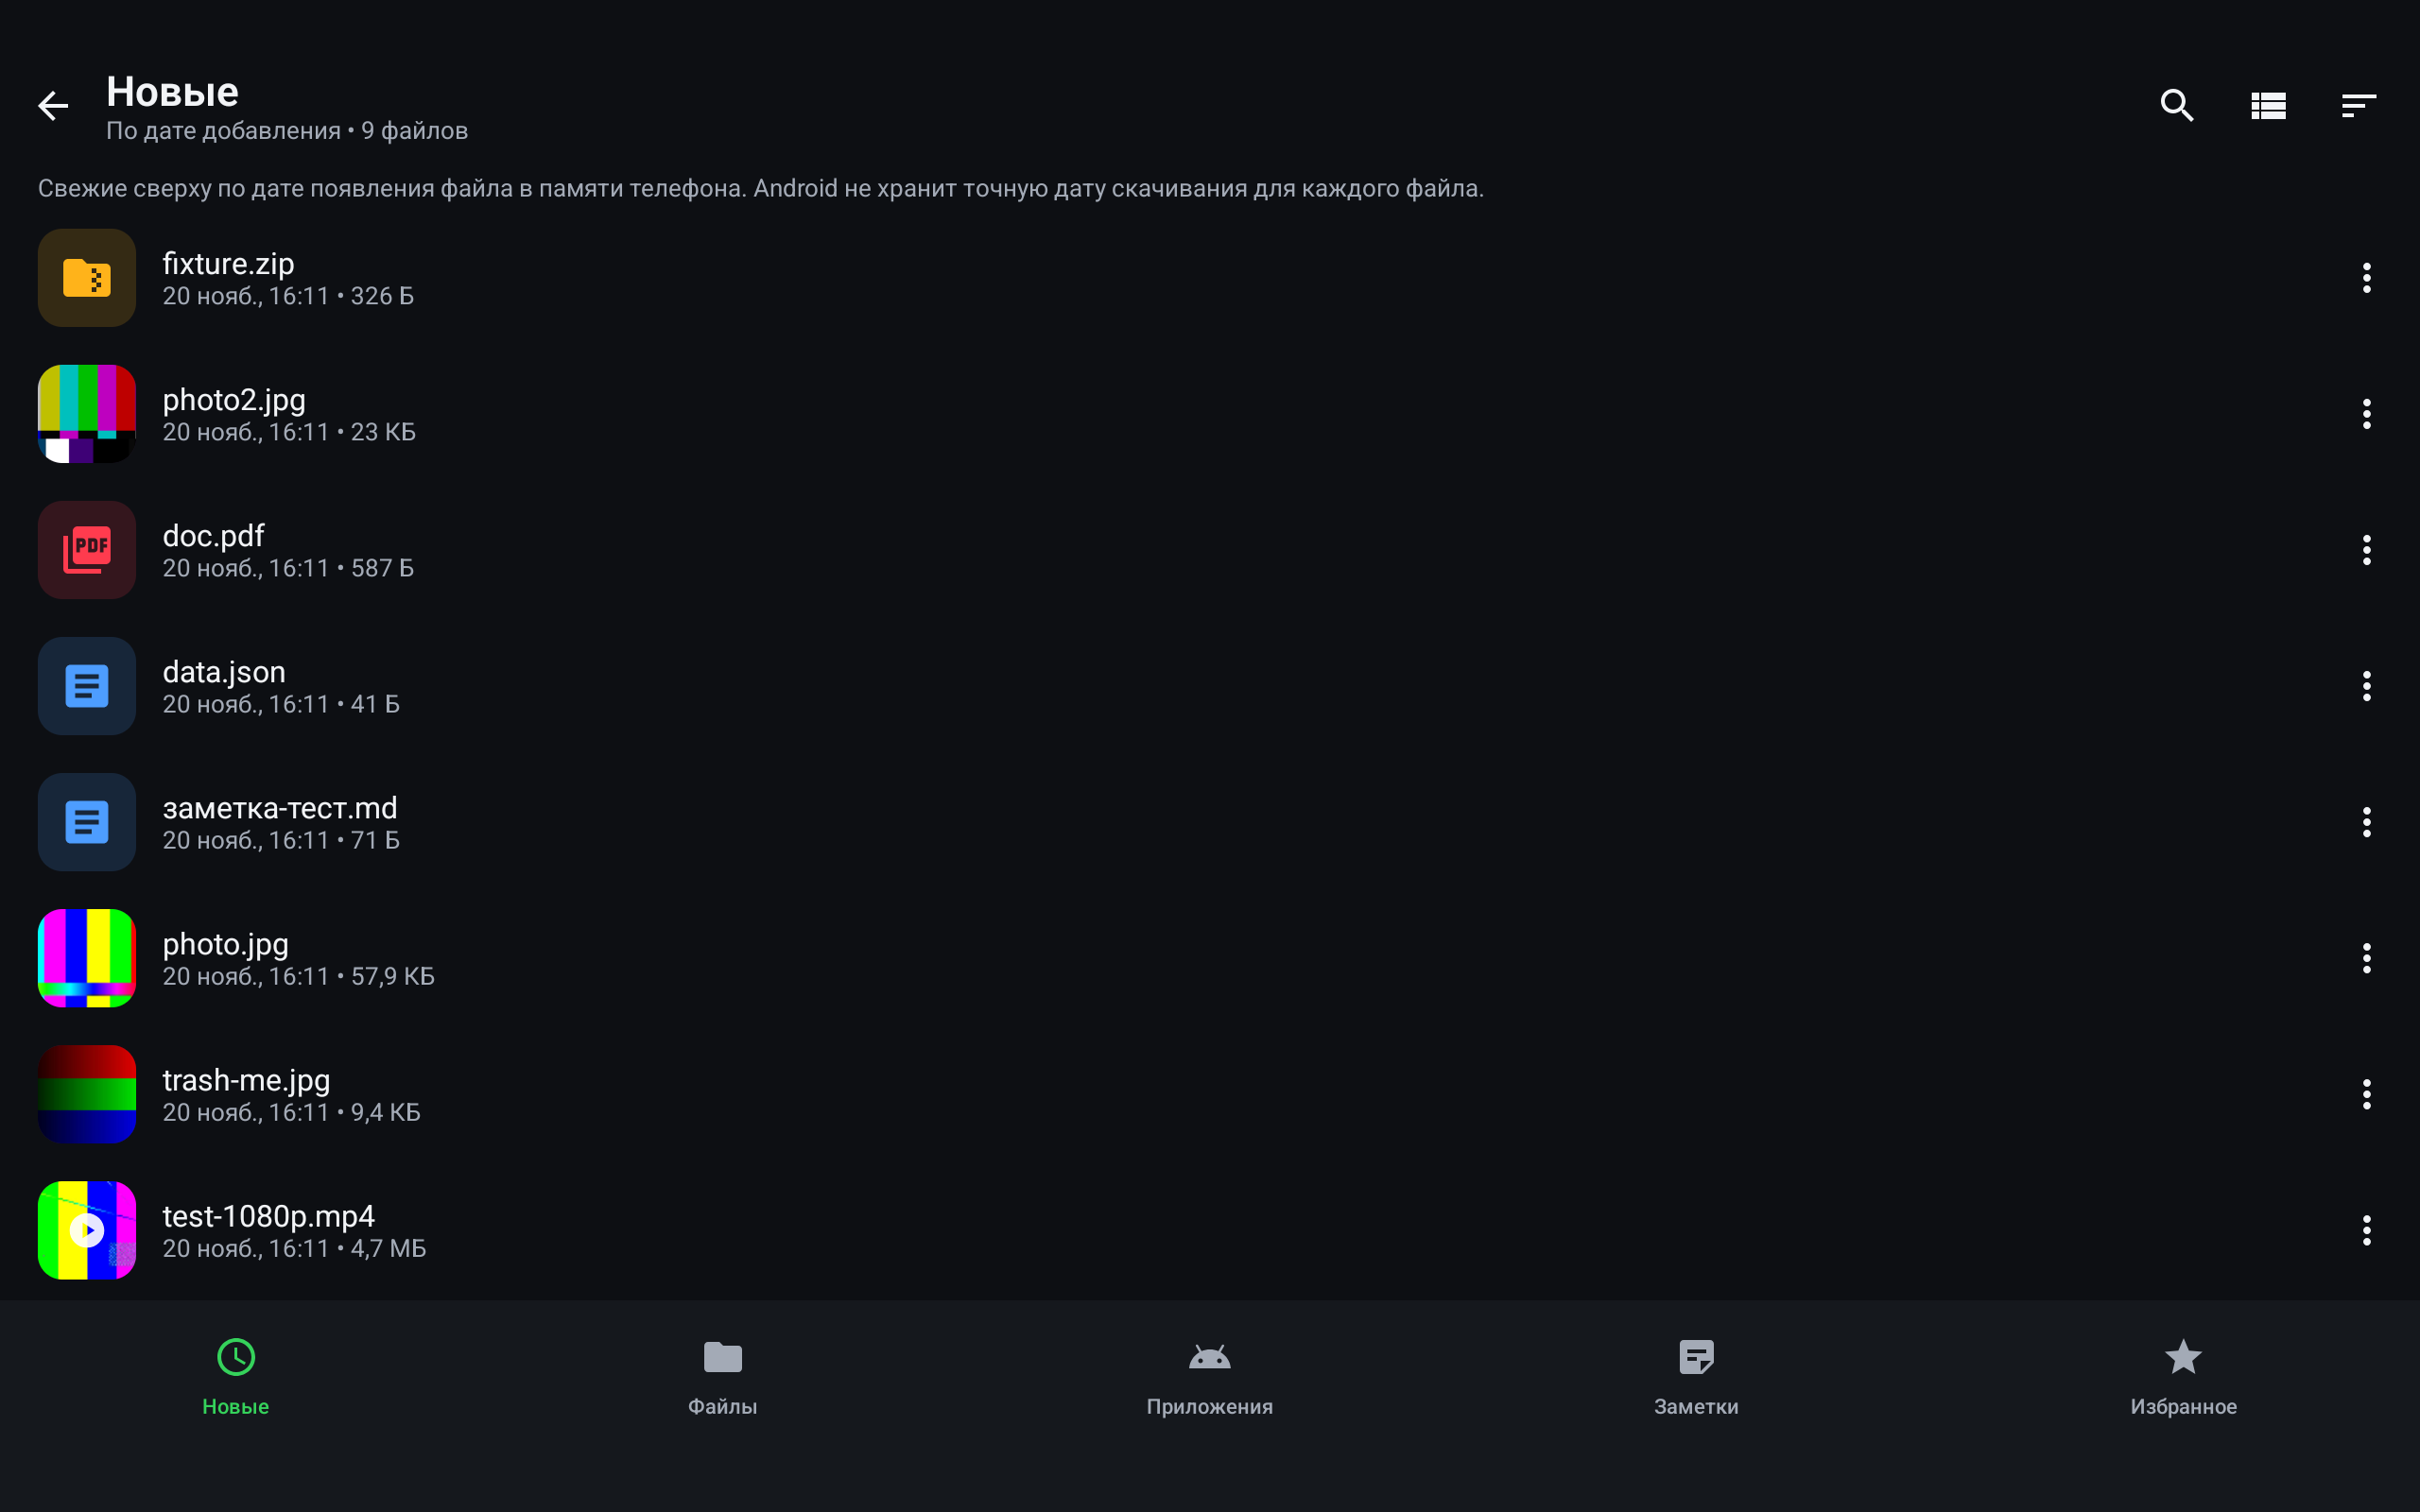 Новые
По дате добавления • 9 файлов
Свежие сверху по дате появления файла в памяти телефона. Android не хранит точную дату скачивания для каждого файла.
fixture.zip
20 нояб., 16:11 • 326 Б
photo2.jpg
20 нояб., 16:11 • 23 КБ
PDF
doc.pdf
20 нояб., 16:11 • 587 Б
data.json
20 нояб., 16:11 • 41 Б
заметка-тест.md
20 нояб., 16:11 • 71 Б
photo.jpg
20 нояб., 16:11 • 57,9 КБ
trash-me.jpg
20 нояб., 16:11 • 9,4 КБ
test-1080p.mp4
20 нояб., 16:11 • 4,7 МБ
Новые
Файлы
Приложения
Заметки
Избранное